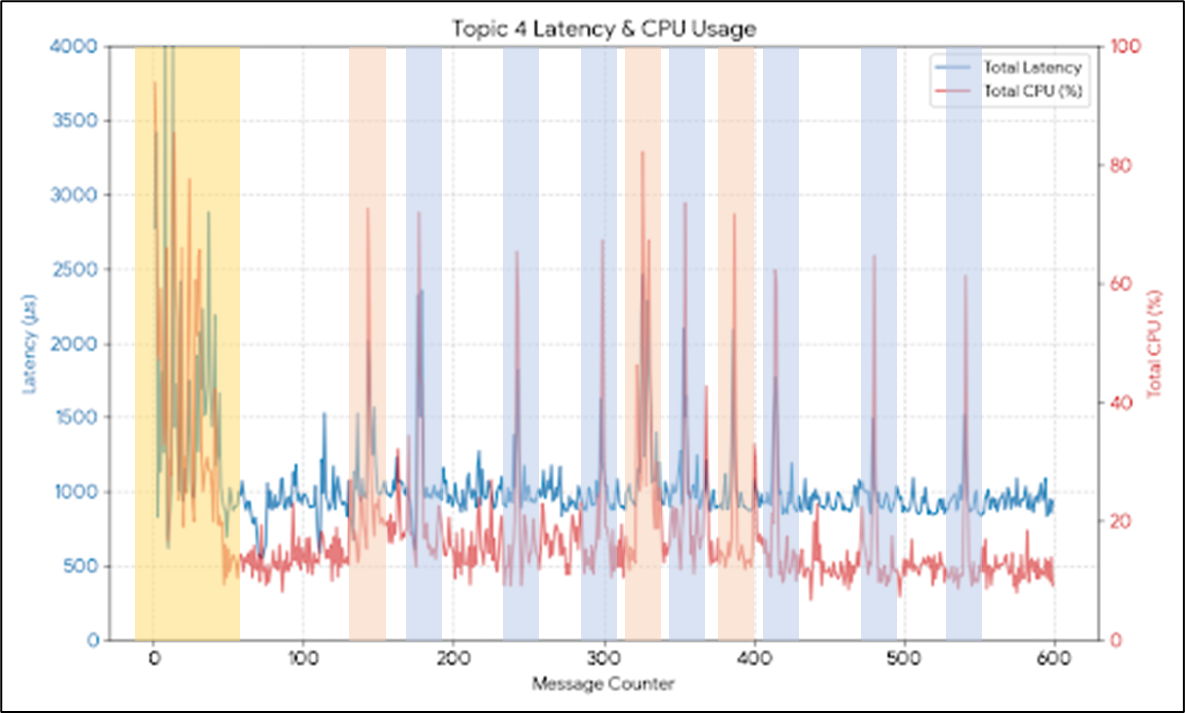 Topic 4 Latency & CPU Usage
Total Latency
Total CPU (%)
Latency (µs)
4000
3500
3000
2500
2000
1500
1000
500
0
100
80
60
40
20
0
Total CPU (%)
0 100 200 300 400 500 600
Message Counter